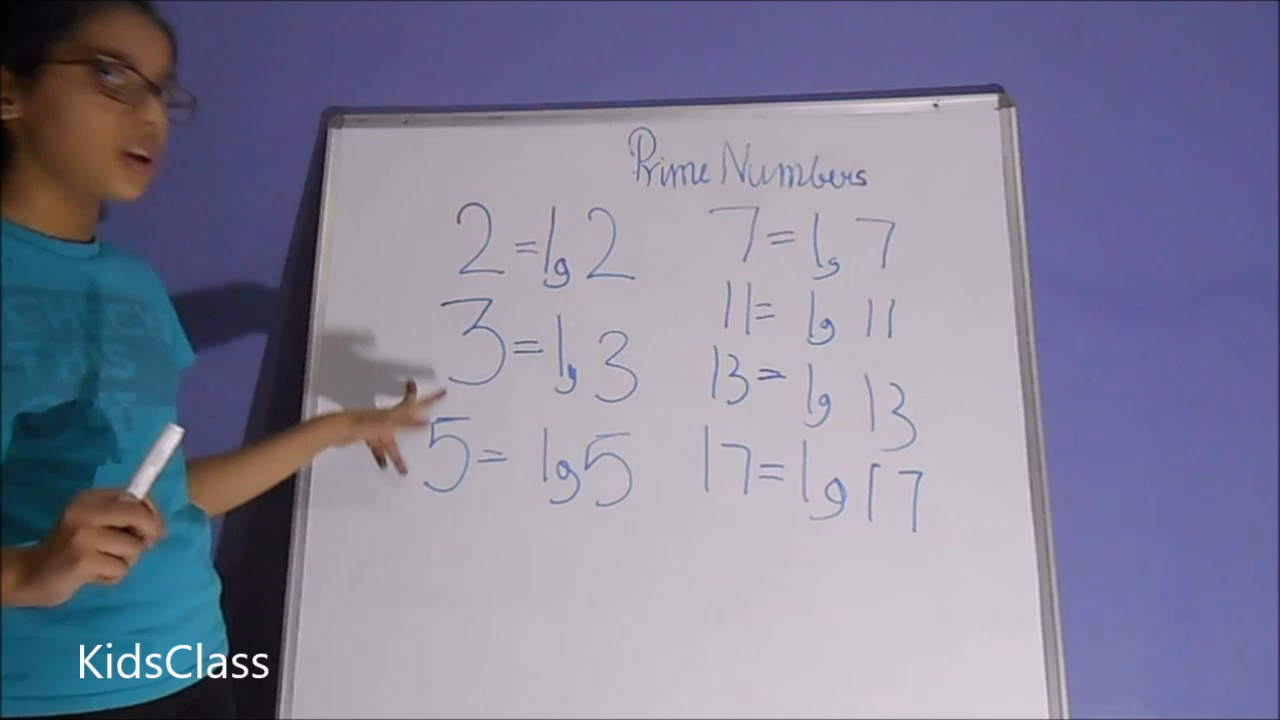 Prime Numbers
2 = 1, 2
3 = 1, 3
5 = 1, 5
7 = 1, 7
11 = 1, 11
13 = 1, 13
17 = 1, 17
KidsClass